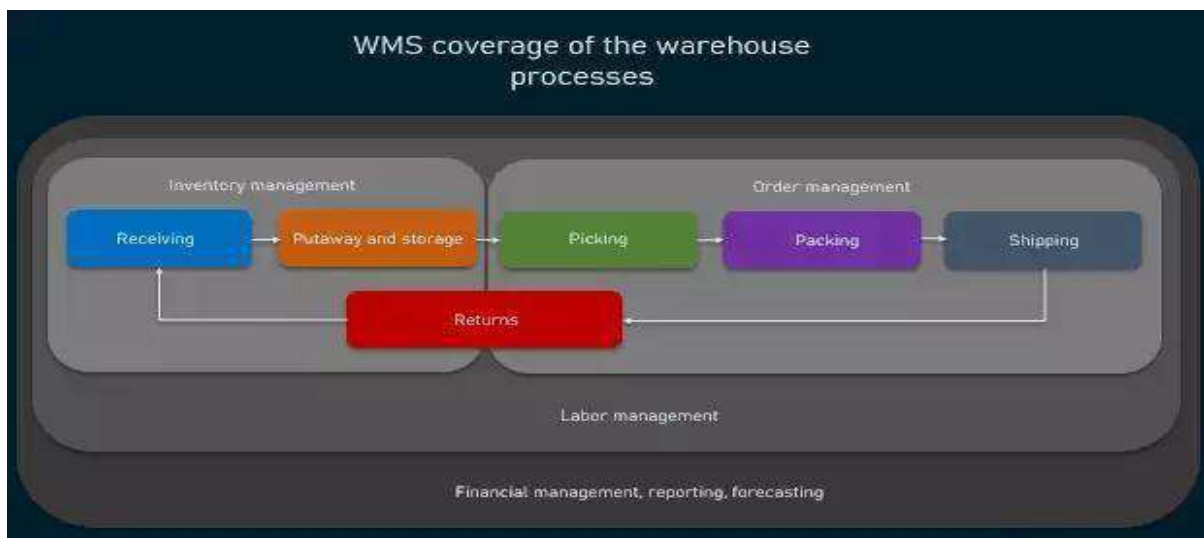 WMS coverage of the warehouse
processes
Inventory management
Order management
Receiving
Putaway and storage
Picking
Packing
Shipping
Returns
Labor management
Financial management, reporting, forecasting